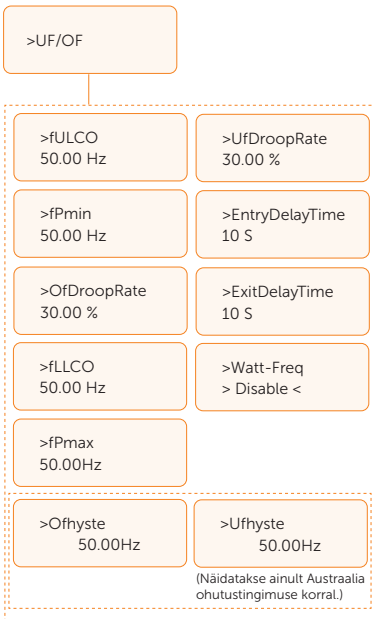 >UF/OF
>fULCO
50.00 Hz
>UfDroopRate
30.00 %
>fPmin
50.00 Hz
>EntryDelayTime
10 S
>OfDroopRate
30.00 %
>ExitDelayTime
10 S
>fLLCO
50.00 Hz
>Watt-Freq
> Disable <
>fPmax
50.00Hz
>Ofhyste
50.00Hz
>Ufhyste
50.00Hz
(Näidatakse ainult Austraalia
ohutustingimuse korral.)